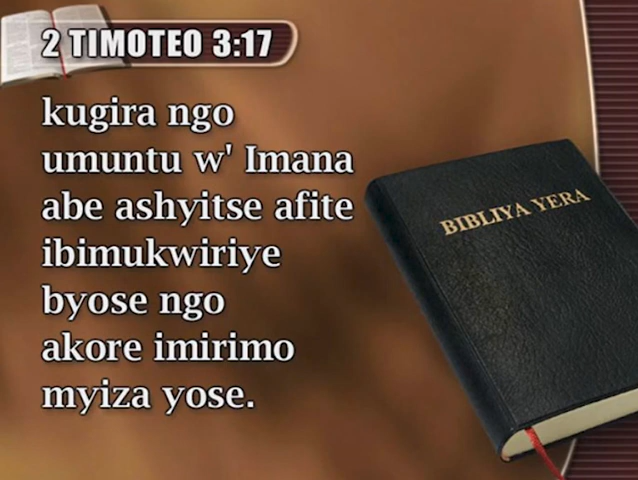 2 TIMOTEO 3:17
kugira ngo
umuntu w' Imana
abe ashyitse afite
ibimukwiriye
byose ngo
akore imirimo
myiza yose.
BIBLIYA YERA